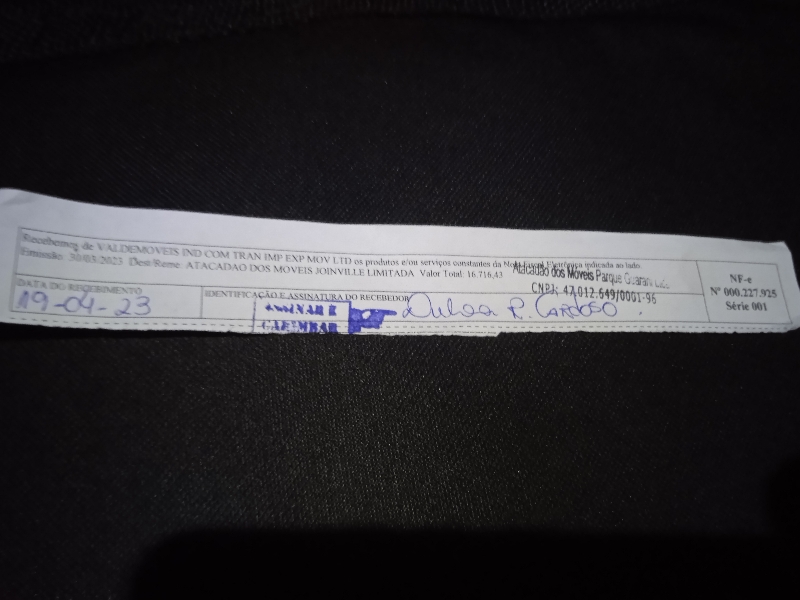 Recebemos de VALDEMOVEIS IND COM TRAN IMP EXP MOV LTD os produtos e/ou serviços constantes da Nota Fiscal Eletrônica indicada ao lado.
Emissão: 30/03/2023 Dest/Reme: ATACADAO DOS MOVEIS JOINVILLE LIMITADA Valor Total: 16.716,43
Atacadão dos Móveis Parque Guarani
CNPJ: 47.012.649/0001-96
NF-e
Nº 000.227.925
Série 001
DATA DO RECEBIMENTO
19-04-23
IDENTIFICAÇÃO E ASSINATURA DO RECEBEDOR
ASSINAR E
CARIMBAR
R. CARDOSO